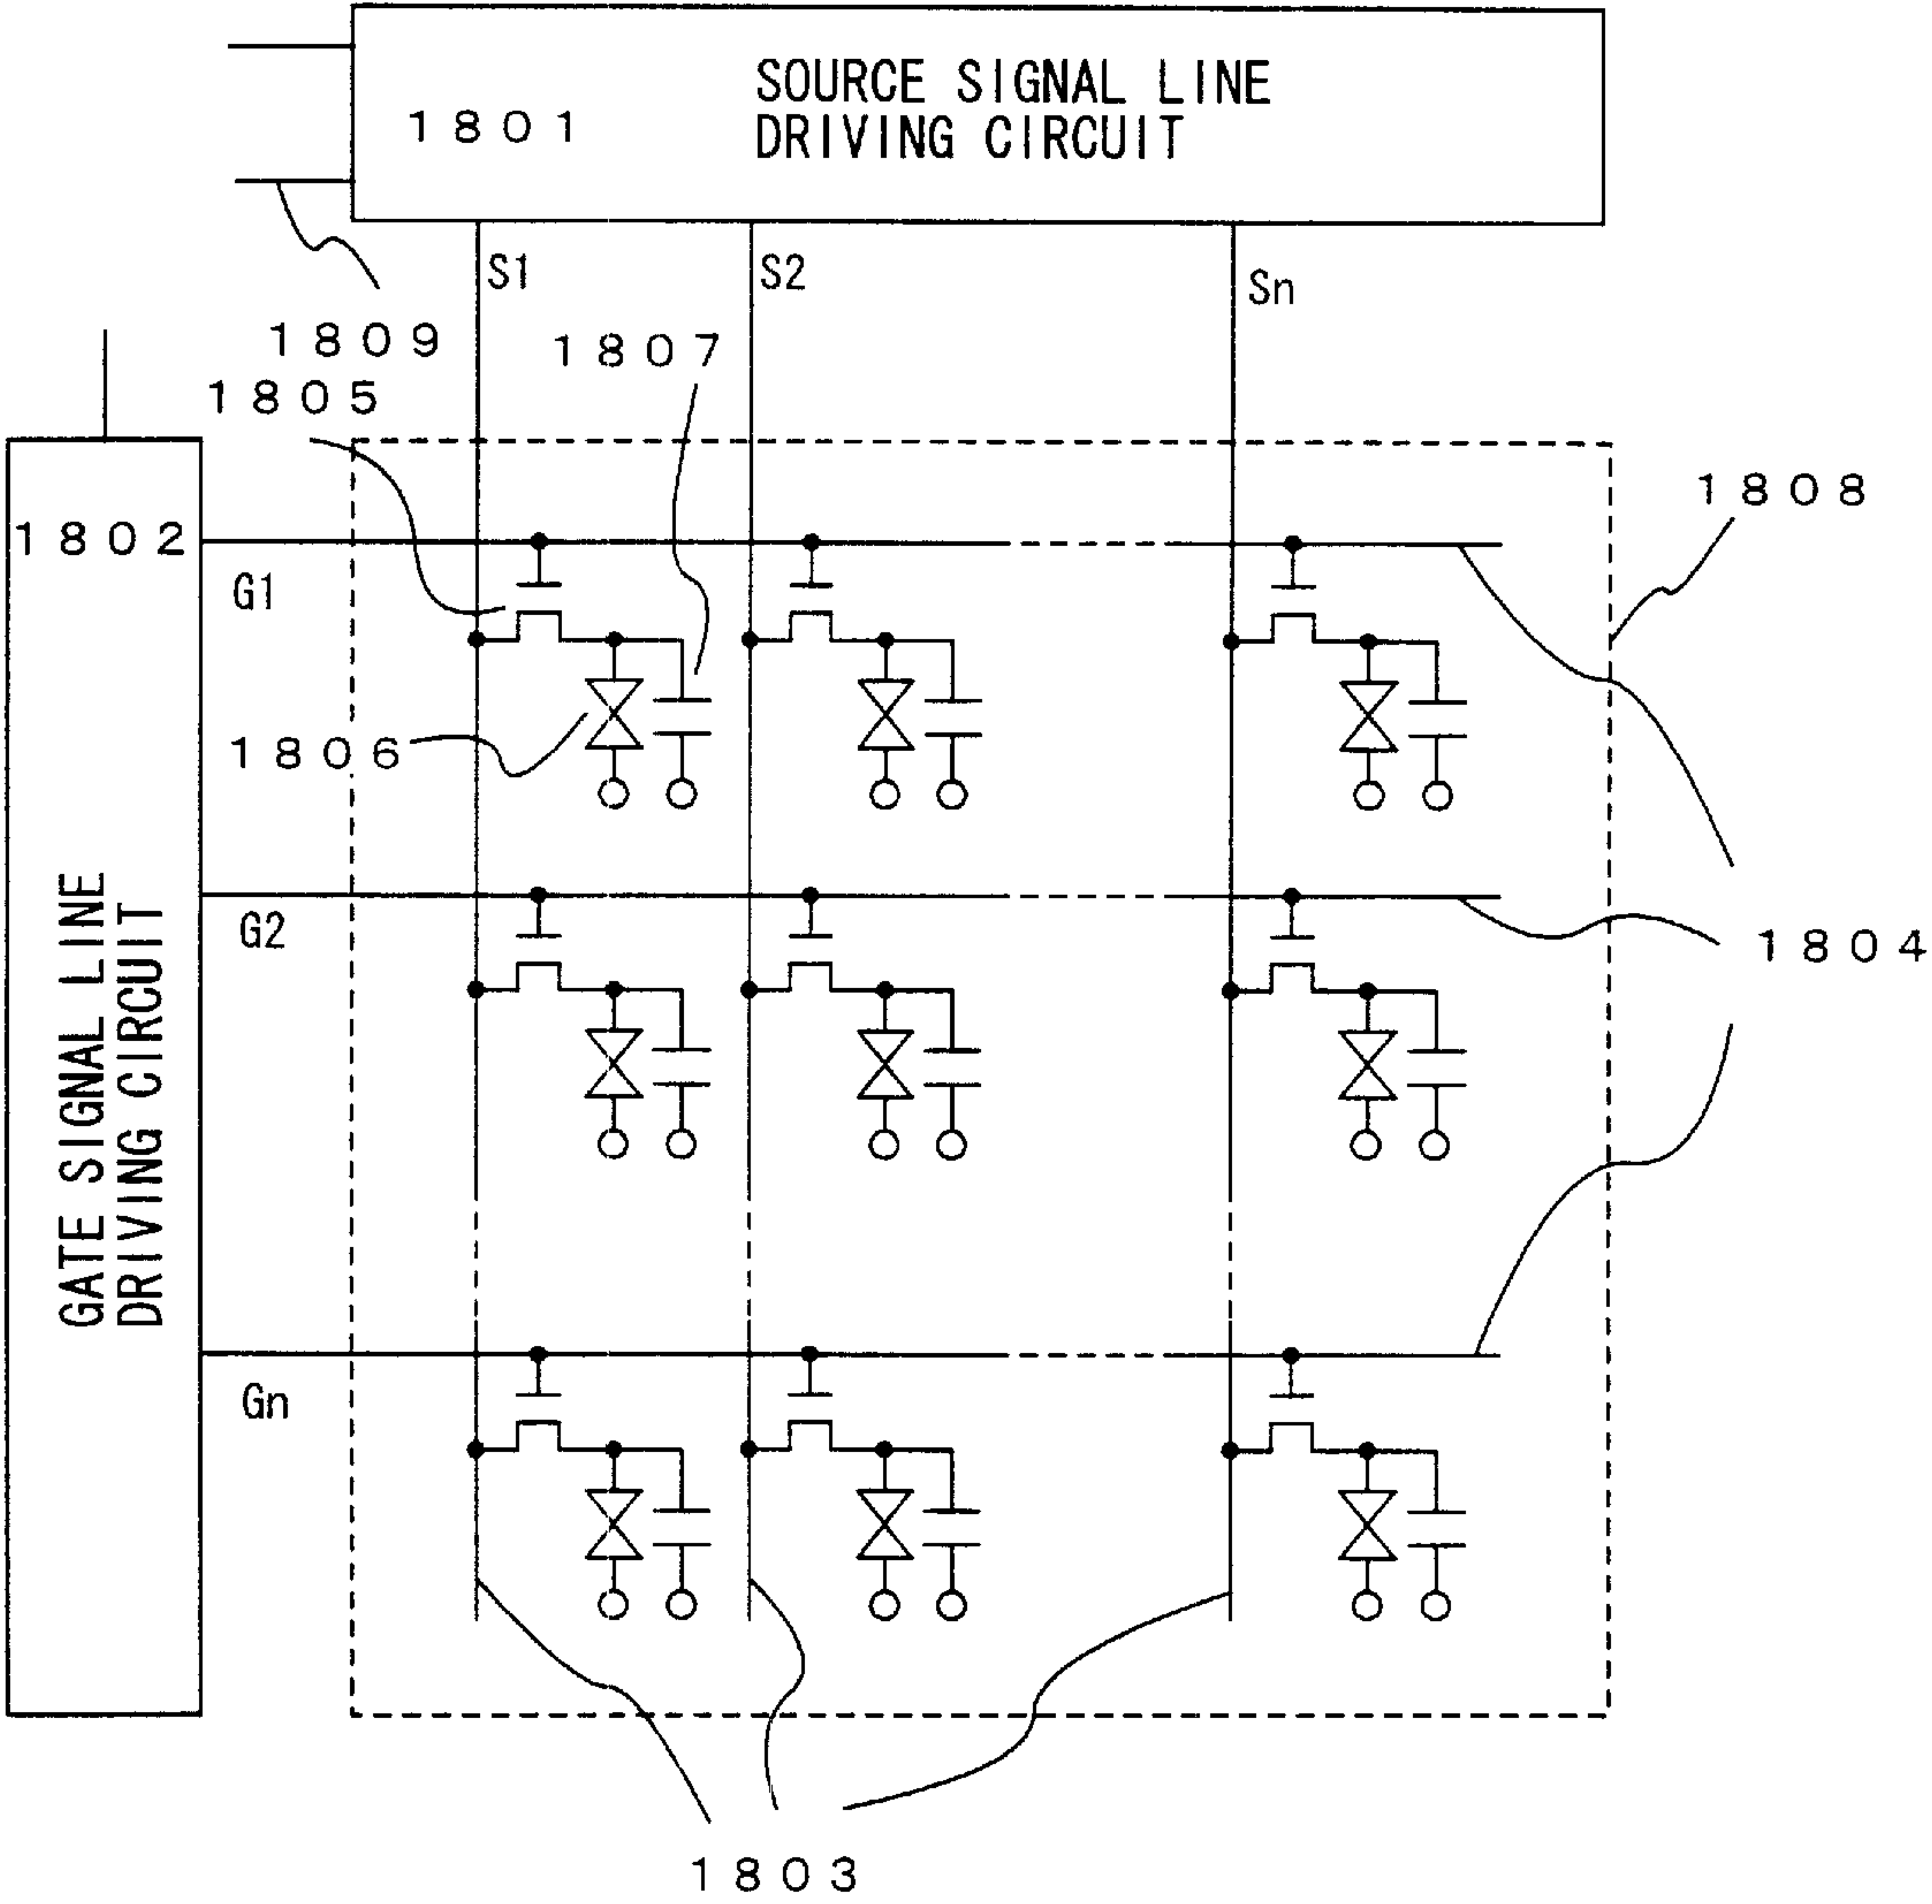 1801
SOURCE SIGNAL LINE
DRIVING CIRCUIT
S1
S2
Sn
1809
1807
1805
1808
1802
G1
1806
GATE SIGNAL LINE
DRIVING CIRCUIT
G2
1804
Gn
1803